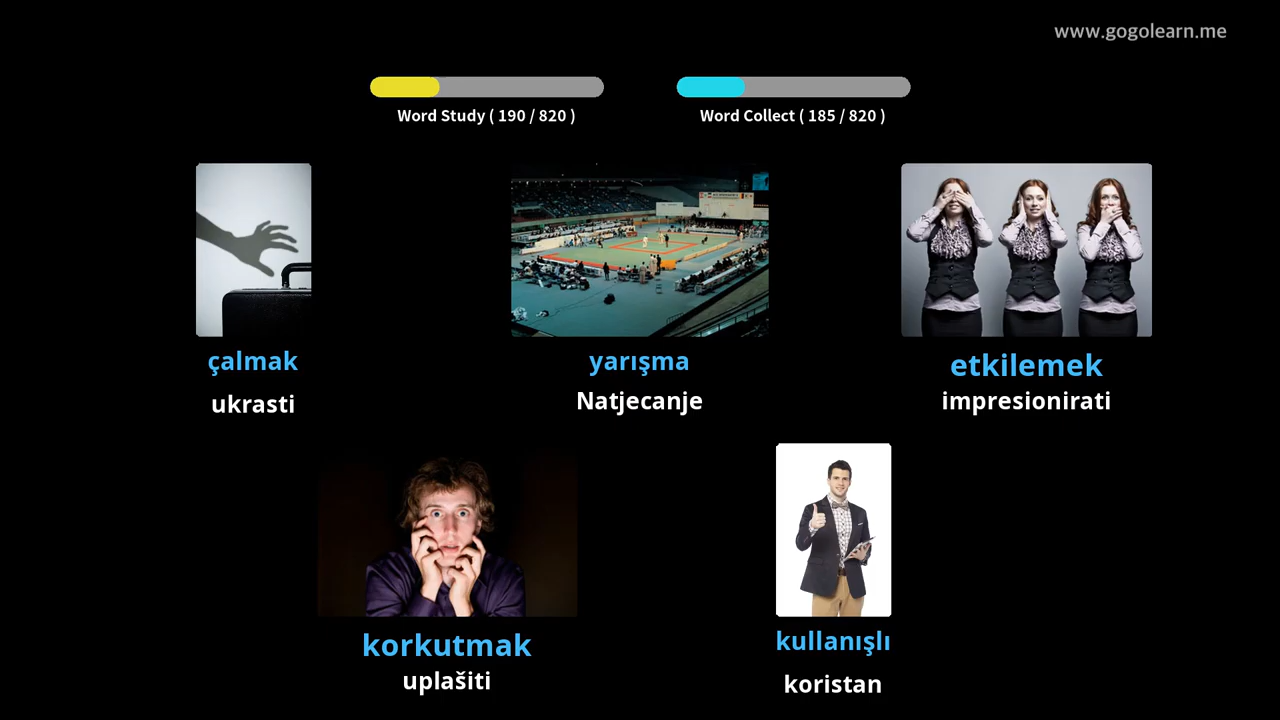 www.gogolearn.me
Word Study ( 190 / 820 )
Word Collect ( 185 / 820 )
çalmak
ukrasti
yarışma
Natjecanje
etkilemek
impresionirati
korkutmak
uplašiti
kullanışlı
koristan